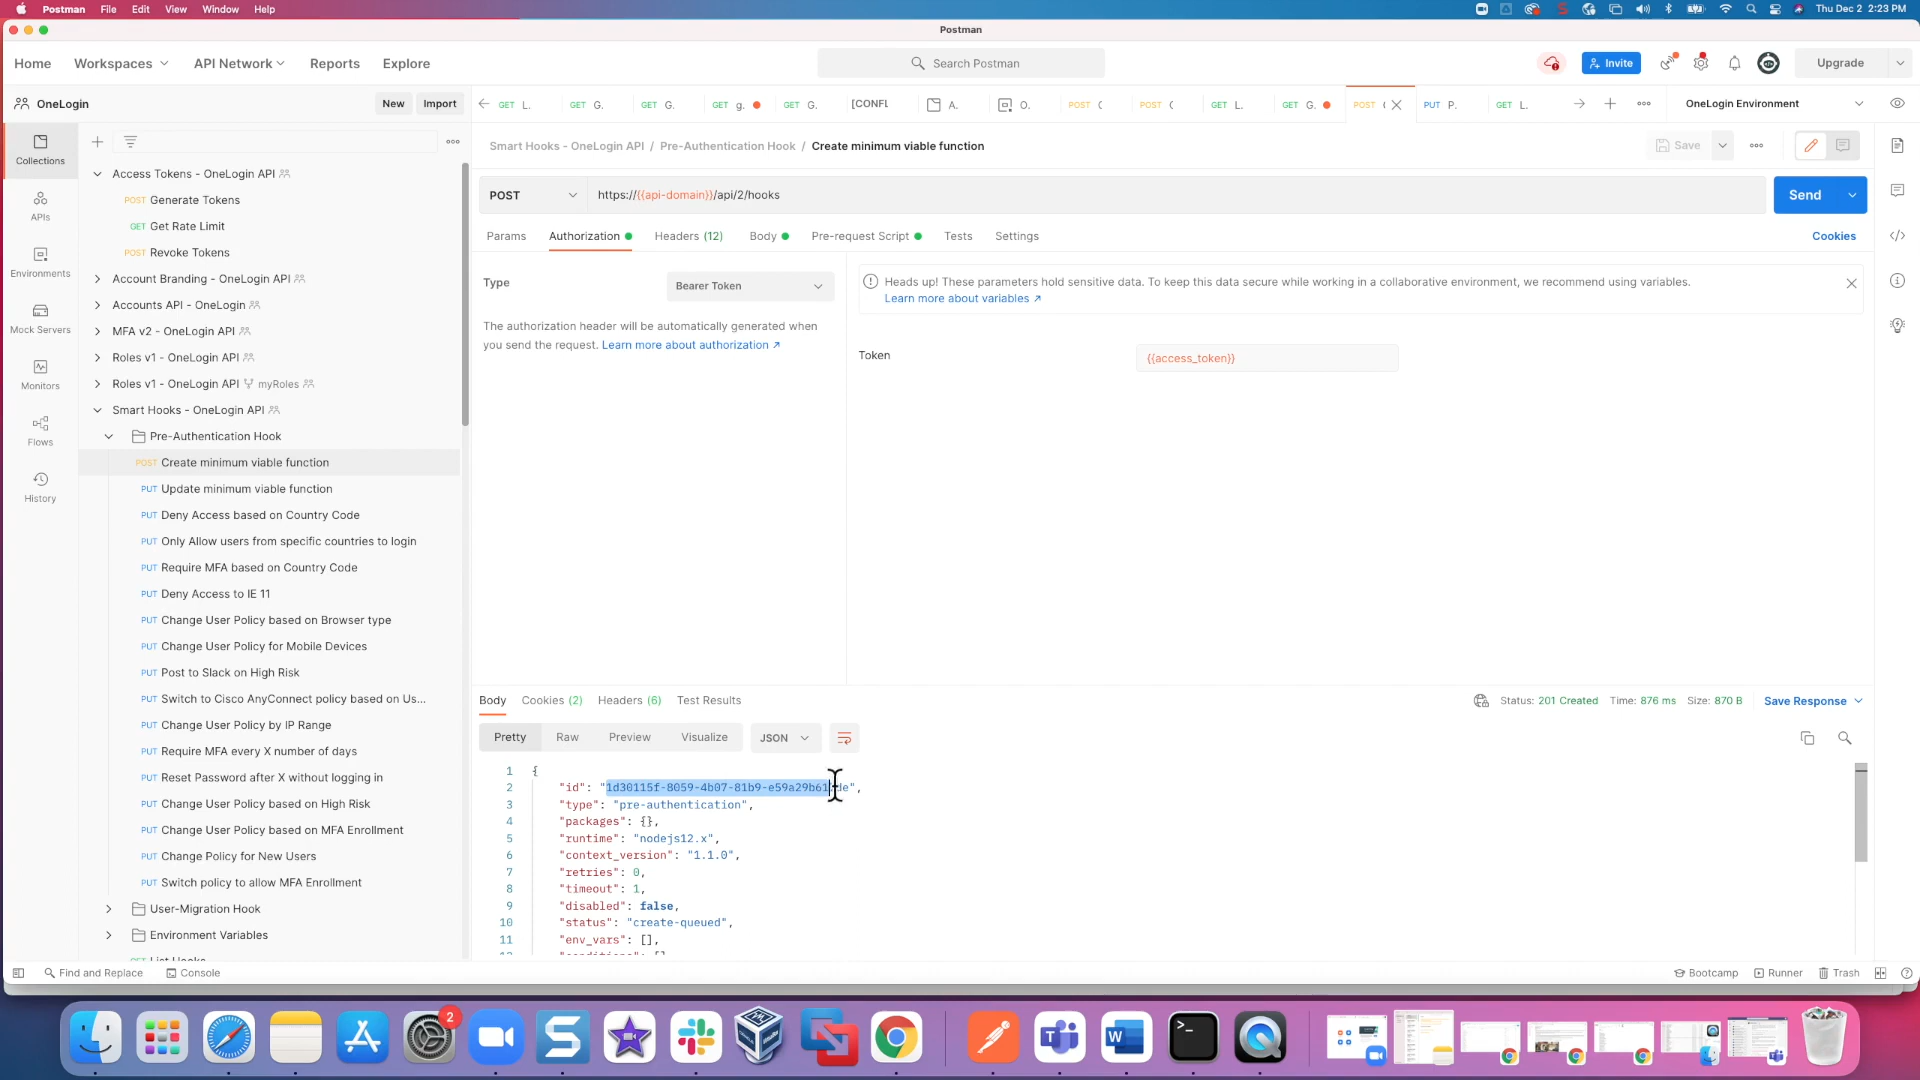 Postman File Edit View Window Help
Thu Dec 2 2:23 PM
Postman
Home Workspaces API Network Reports Explore
Search Postman
Invite
Upgrade
OneLogin
New Import
GET L.
GET G.
GET G.
GET g.
GET G.
[CONFL
A.
O.
POST
POST
GET L.
GET G.
POST
PUT P.
GET L.
OneLogin Environment
Collections
APIs
Environments
Mock Servers
Monitors
Flows
History
Access Tokens - OneLogin API
POST Generate Tokens
GET Get Rate Limit
POST Revoke Tokens
Account Branding - OneLogin API
Accounts API - OneLogin
MFA v2 - OneLogin API
Roles v1 - OneLogin API
Roles v1 - OneLogin API myRoles
Smart Hooks - OneLogin API
Pre-Authentication Hook
POST Create minimum viable function
PUT Update minimum viable function
PUT Deny Access based on Country Code
PUT Only Allow users from specific countries to login
PUT Require MFA based on Country Code
PUT Deny Access to IE 11
PUT Change User Policy based on Browser type
PUT Change User Policy for Mobile Devices
PUT Post to Slack on High Risk
PUT Switch to Cisco AnyConnect policy based on Us...
PUT Change User Policy by IP Range
PUT Require MFA every X number of days
PUT Reset Password after X without logging in
PUT Change User Policy based on High Risk
PUT Change User Policy based on MFA Enrollment
PUT Change Policy for New Users
PUT Switch policy to allow MFA Enrollment
User-Migration Hook
Environment Variables
Smart Hooks - OneLogin API / Pre-Authentication Hook / Create minimum viable function
Save
POST
https://{{api-domain}}/api/2/hooks
Send
Params Authorization Headers (12) Body Pre-request Script Tests Settings
Cookies
Type
Bearer Token
The authorization header will be automatically generated when
you send the request. Learn more about authorization ↗
Heads up! These parameters hold sensitive data. To keep this data secure while working in a collaborative environment, we recommend using variables.
Learn more about variables ↗
Token
{{access_token}}
Body Cookies (2) Headers (6) Test Results
Status: 201 Created Time: 876 ms Size: 870 B Save Response
Pretty Raw Preview Visualize JSON
1 {
2 "id": 
3 "type": "pre-authentication",
4 "packages": {},
5 "runtime": "nodejs12.x",
6 "context_version": "1.1.0",
7 "retries": 0,
8 "timeout": 1,
9 "disabled": false,
10 "status": "create-queued",
11 "env_vars": [],
Find and Replace Console
Bootcamp Runner Trash
2